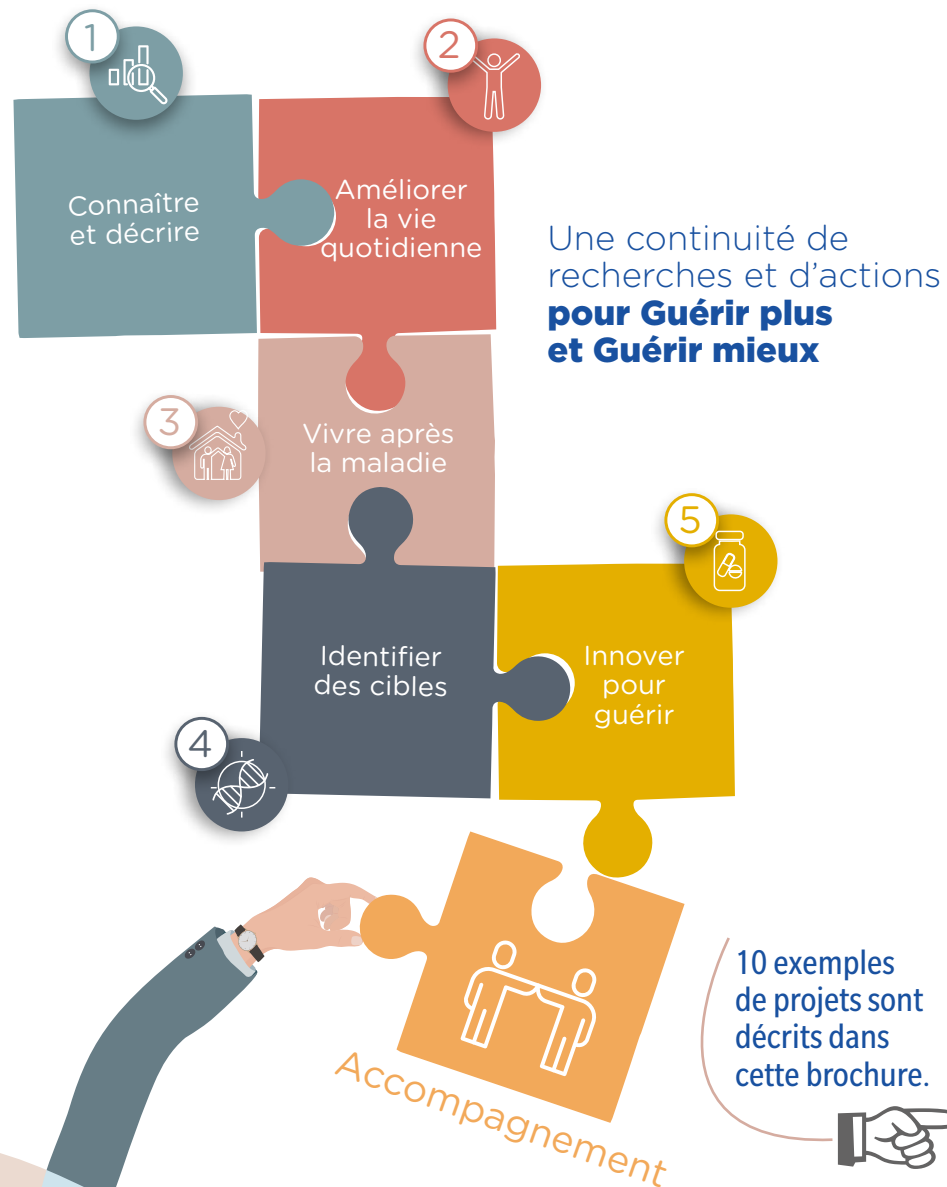 1
Connaître
et décrire
2
Améliorer
la vie
quotidienne
Une continuité de
recherches et d’actions
pour Guérir plus
et Guérir mieux
3
Vivre après
la maladie
4
Identifier
des cibles
5
Innover
pour
guérir
Accompagnement
10 exemples
de projets sont
décrits dans
cette brochure.